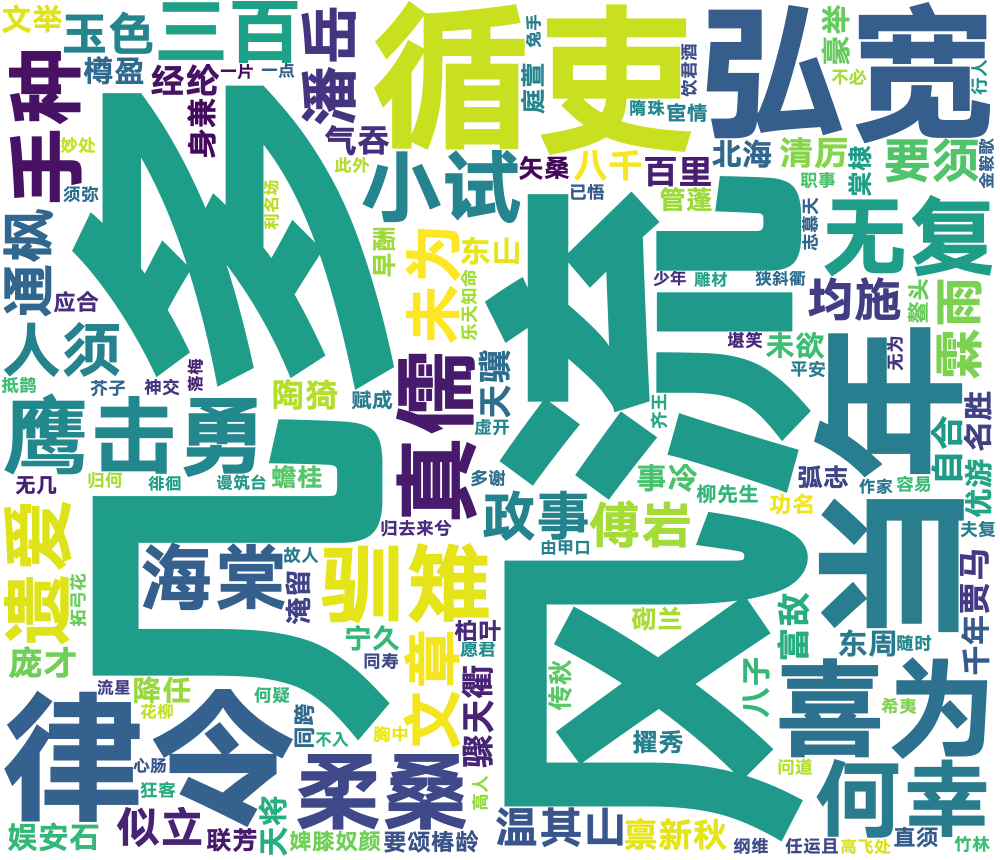 文举
玉色
三百
循吏
弘宽
豪举
兔手
饮君酒
不必
行人
手种
樽盈
经纶
一片
一点
潘岳
庭萱
隋珠
宦情
身兼
气吞
妙处
须弥
几多
此外
小试
矢桑
八千
百里
北海
清厉
要须
金鞍歌
职事
棠棣
已悟
管蓬
利名场
风流
志慕天
无复
通枫
应合
早酬
未为
东山
乐天知命
少年
雕材
狭斜衢
均施
鳌头
霖雨
人须
堪笑
未欲
平安
无为
当年
抵鹊
芥子
神交
落梅
陶猗
赋成
真儒
天骥
虚开
齐王
鹰击勇
名胜
自合
优游
无几
归何
徘徊
谩筑台
蟾桂
多谢
事冷
柳先生
弧志
功名
作家
容易
归去来兮
政事
傅岩
夫复
遗爱
海棠
故人
驯雉
由甲口
拓弓花
淹留
砌兰
富敌
贾马
千年
宁久
同寿
文章
愿君
东周
随时
庞才
流星
降任
花柳
何疑
回跨
不入
胸中
骤天衢
传秋
八子
喜为
希夷
擢秀
律令
心肠
狂客
柔桑
高人
问道
何幸
娱安石
似立
联芳
天将
婢膝奴颜
要颂椿龄
温其山
禀新秋
纲维
任运且
高飞处
直须
竹林